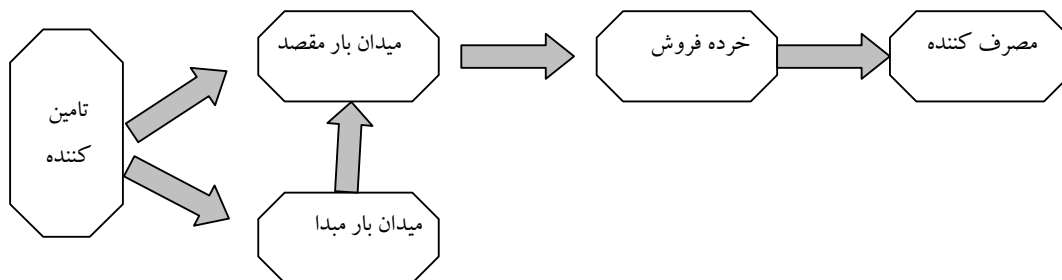 تامین
کننده
میدان بار مقصد
میدان بار مبدا
خرده فروش
مصرف کننده